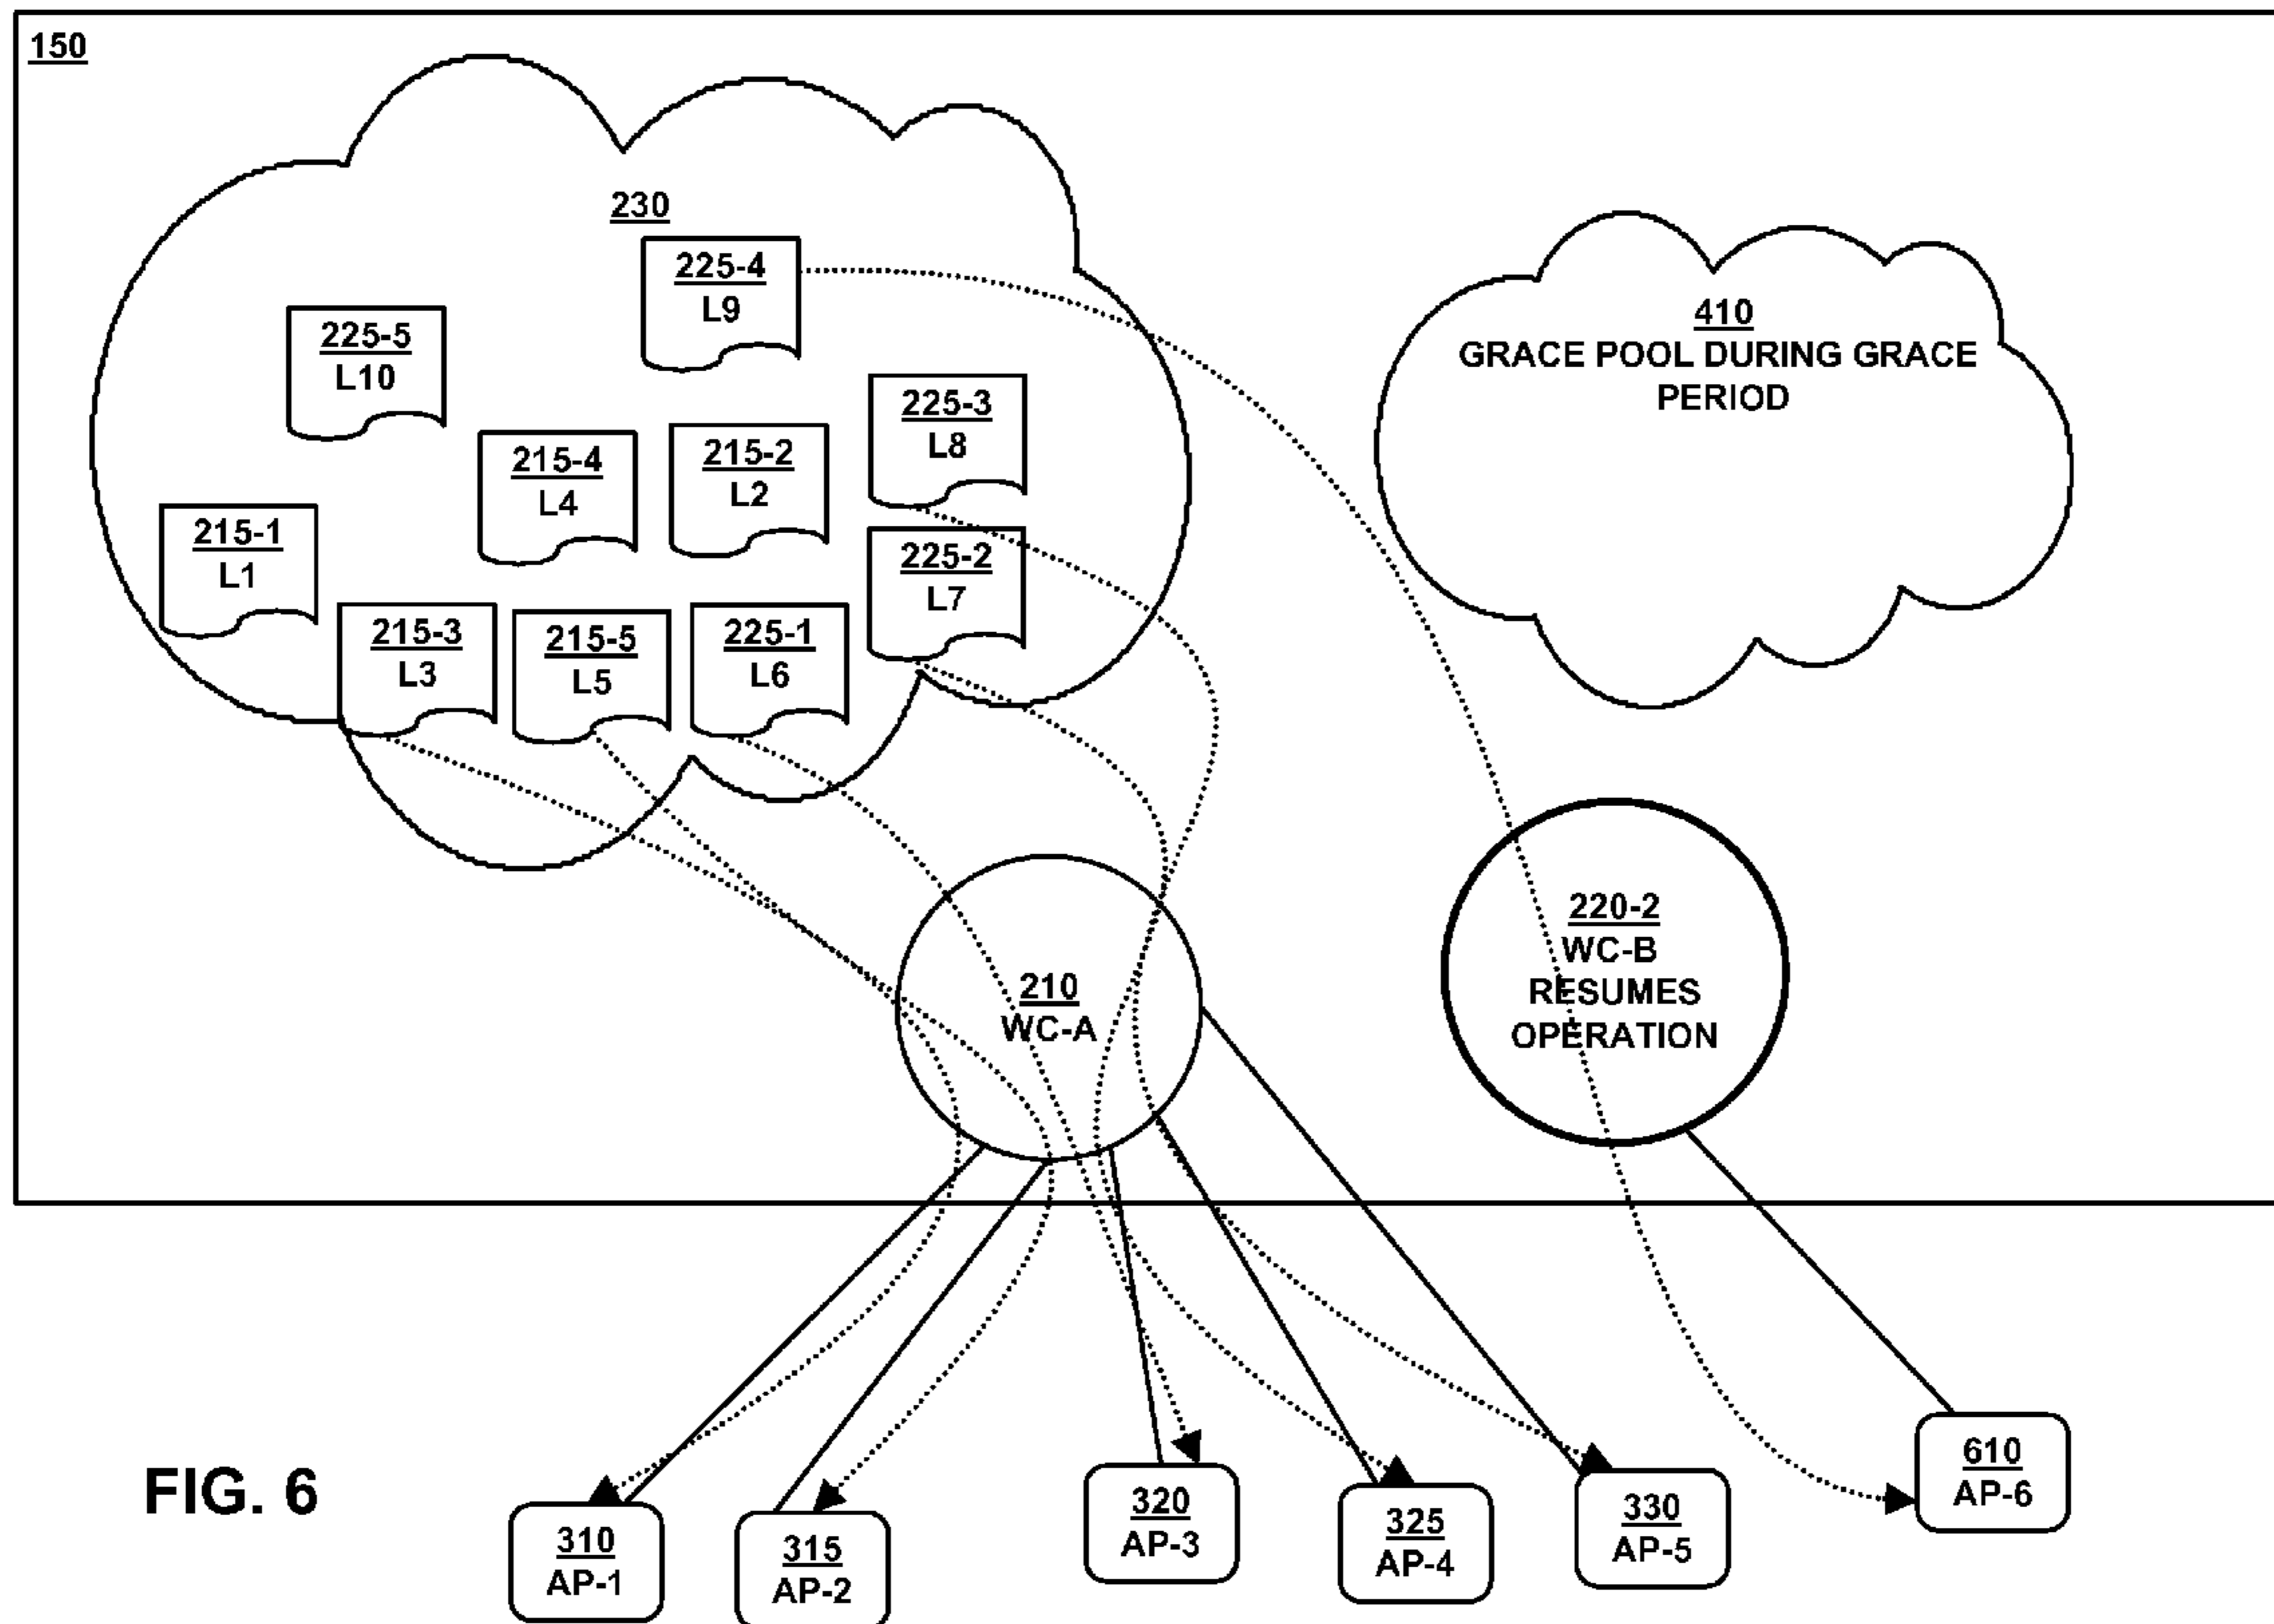 150
230
225-4
L9
225-5
L10
410
GRACE POOL DURING GRACE
PERIOD
225-3
L8
215-4
L4
215-2
L2
215-1
L1
225-2
L7
215-3
L3
215-5
L5
225-1
L6
210
WC-A
220-2
WC-B
RESUMES
OPERATION
FIG. 6
310
AP-1
315
AP-2
320
AP-3
325
AP-4
330
AP-5
610
AP-6